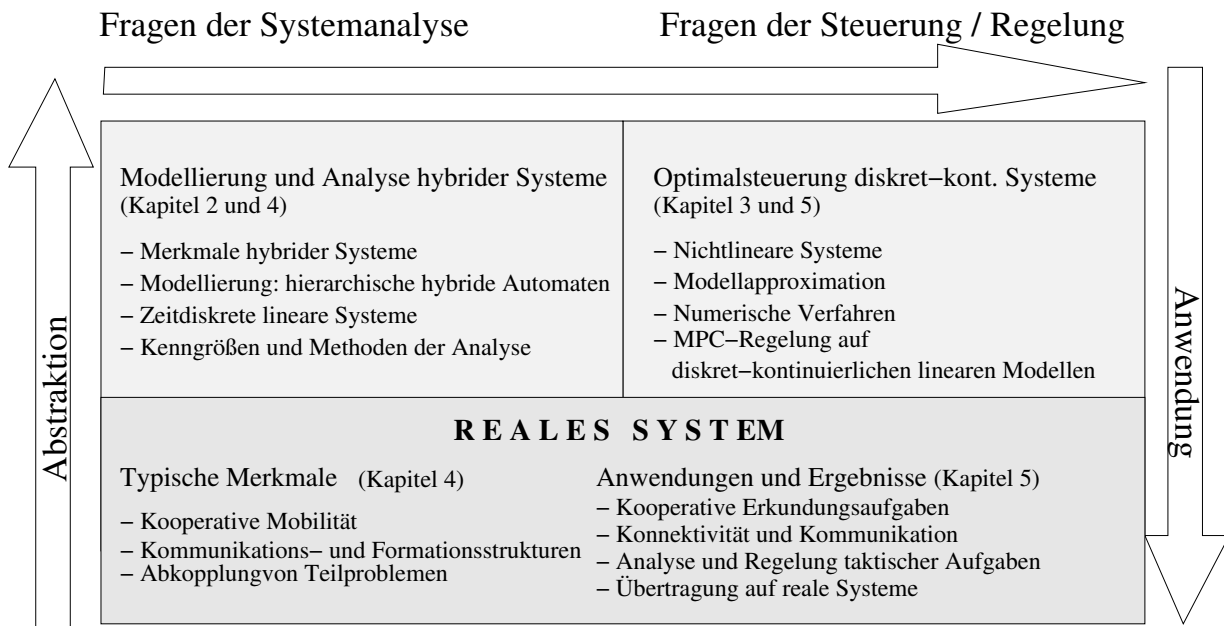 Fragen der Systemanalyse
Fragen der Steuerung / Regelung
Abstraktion
Modellierung und Analyse hybrider Systeme
(Kapitel 2 und 4)
− Merkmale hybrider Systeme
− Modellierung: hierarchische hybride Automaten
− Zeitdiskrete lineare Systeme
− Kenngrößen und Methoden der Analyse
Optimalsteuerung diskret−kont. Systeme
(Kapitel 3 und 5)
− Nichtlineare Systeme
− Modellapproximation
− Numerische Verfahren
− MPC−Regelung auf
diskret−kontinuierlichen linearen Modellen
Anwendung
R E A L E S  S Y S T E M
Typische Merkmale (Kapitel 4)
− Kooperative Mobilität
− Kommunikations− und Formationsstrukturen
− Abkopplungvon Teilproblemen
Anwendungen und Ergebnisse (Kapitel 5)
− Kooperative Erkundungsaufgaben
− Konnektivität und Kommunikation
− Analyse und Regelung taktischer Aufgaben
− Übertragung auf reale Systeme